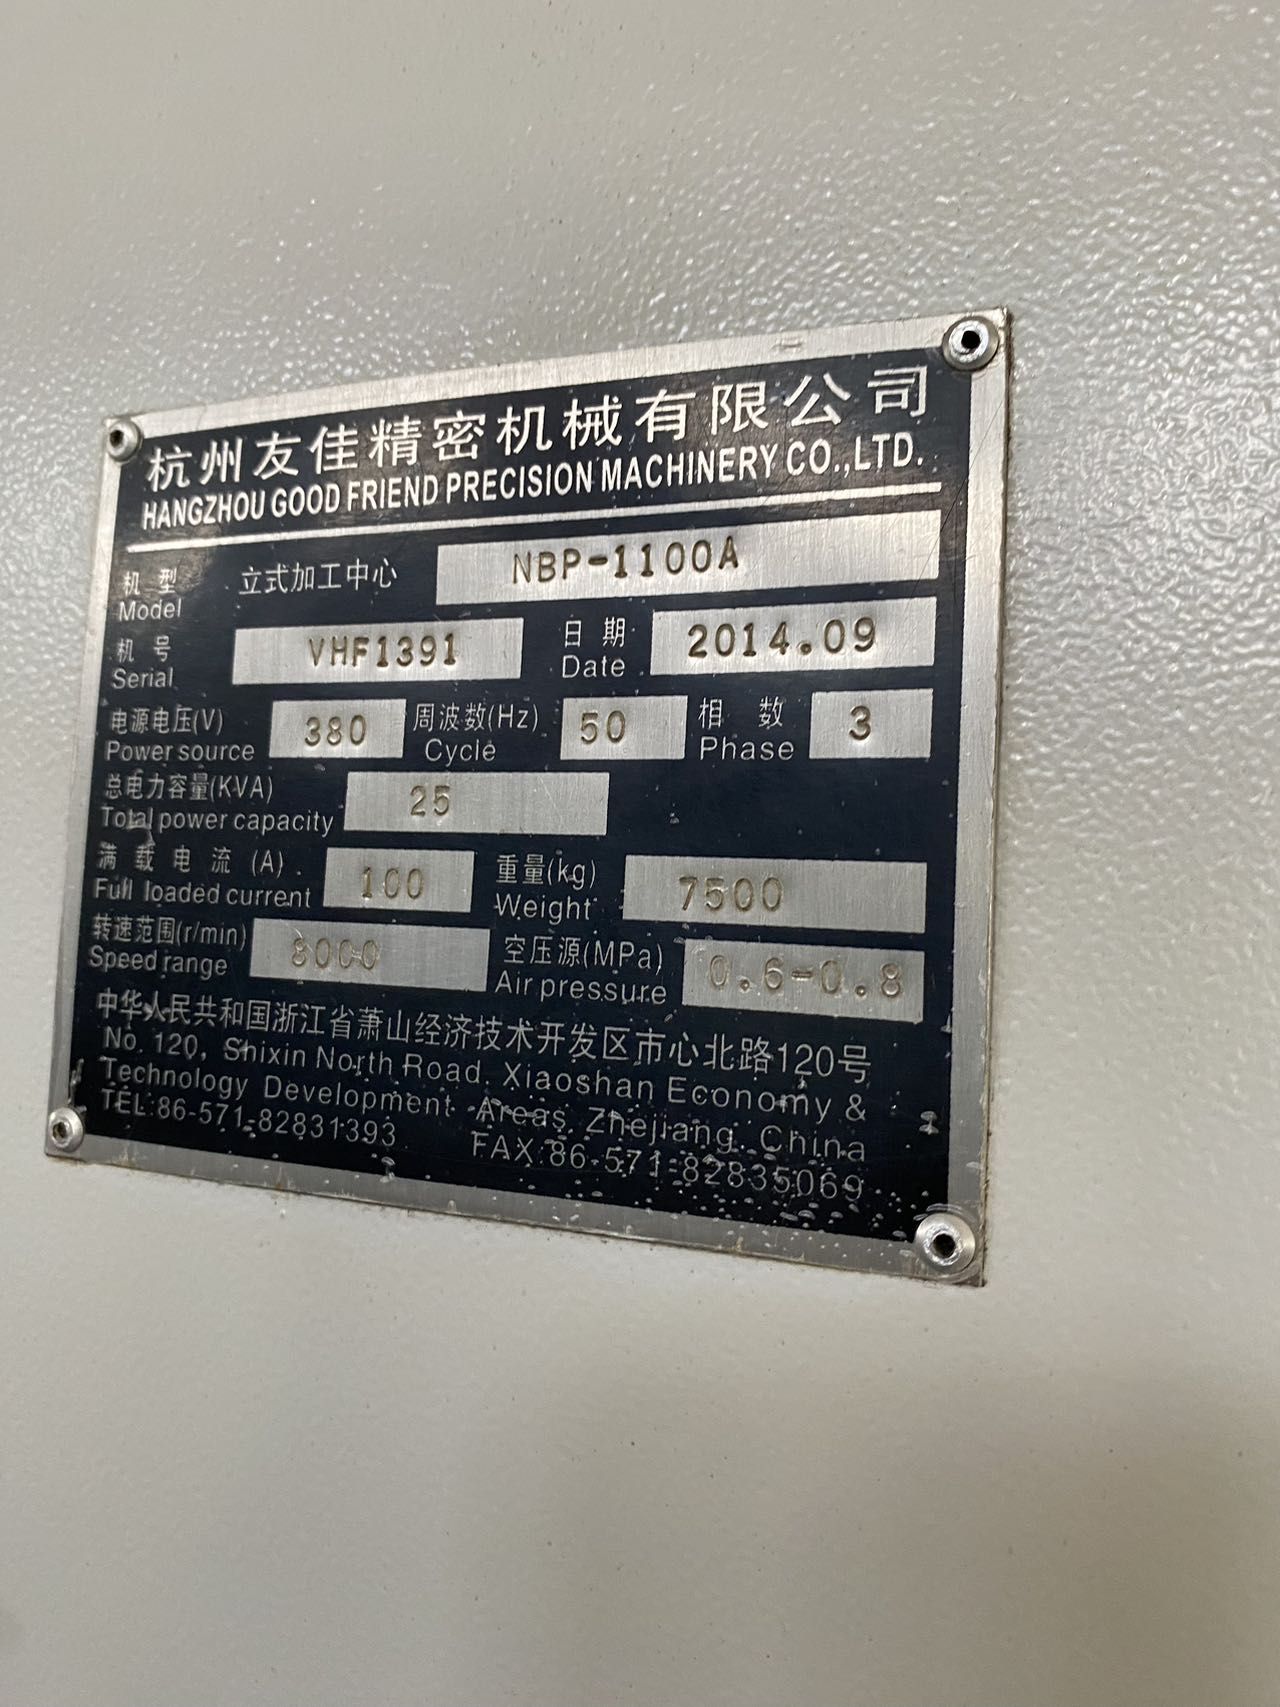 杭州友佳精密机械有限公司
HANGZHOU GOOD FRIEND PRECISION MACHINERY CO.,LTD.
机 型 立式加工中心 NBP-1100A
Model
机 号 VHF1391 日 期 2014.09
Serial Date
电源电压(V) 380 周波数(Hz) 50 相 数 3
Power source Cycle Phase
总电力容量(KVA) 25
Total power capacity
满 载 电 流 (A) 100 重量(kg) 7500
Full loaded current Weight
转速范围(r/min) 8000 空压源(MPa) 0.6-0.8
Speed range Air pressure
中华人民共和国浙江省萧山经济技术开发区市心北路120号
No. 120, Shixin North Road. Xiaoshan Economy &
Technology Development Areas, Zhejiang, China
TEL:86-571-82831393 FAX:86-571-82835069